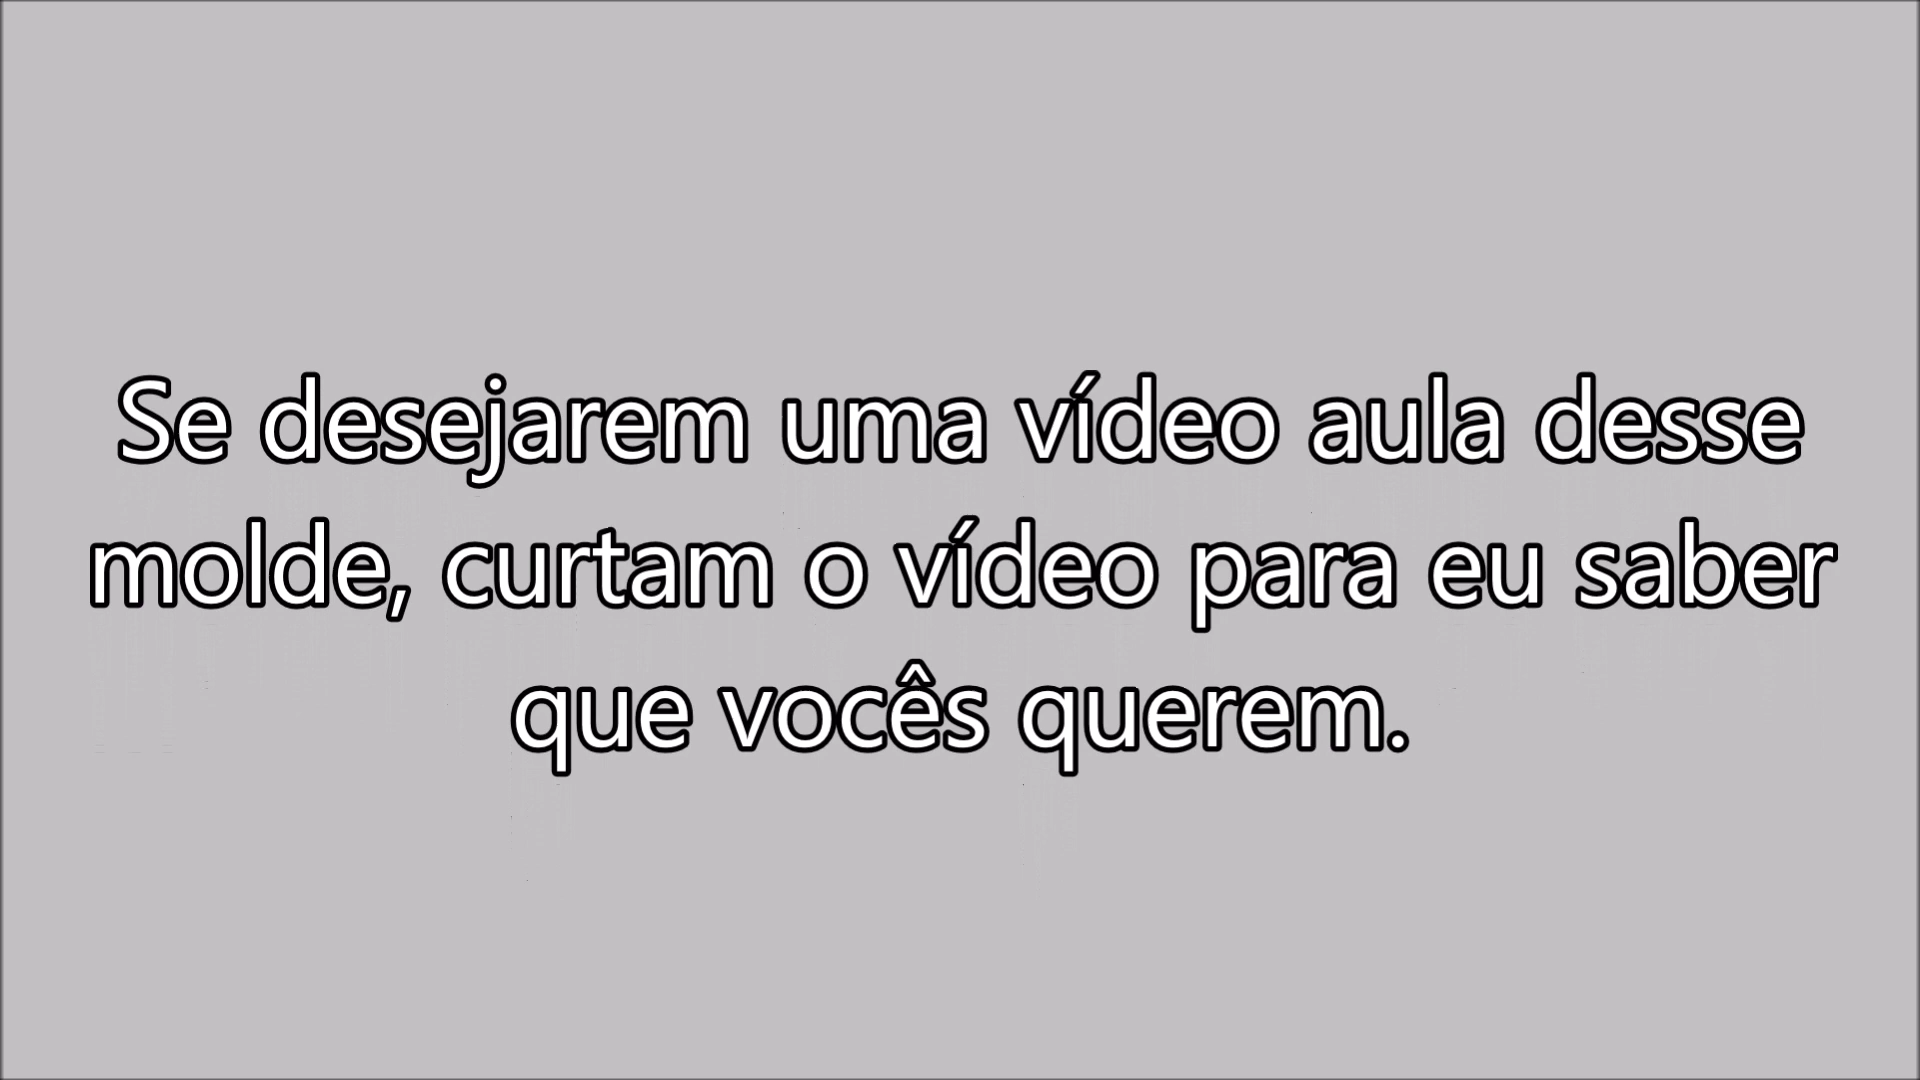 Se desejarem uma vídeo aula desse
molde, curtam o vídeo para eu saber
que vocês querem.